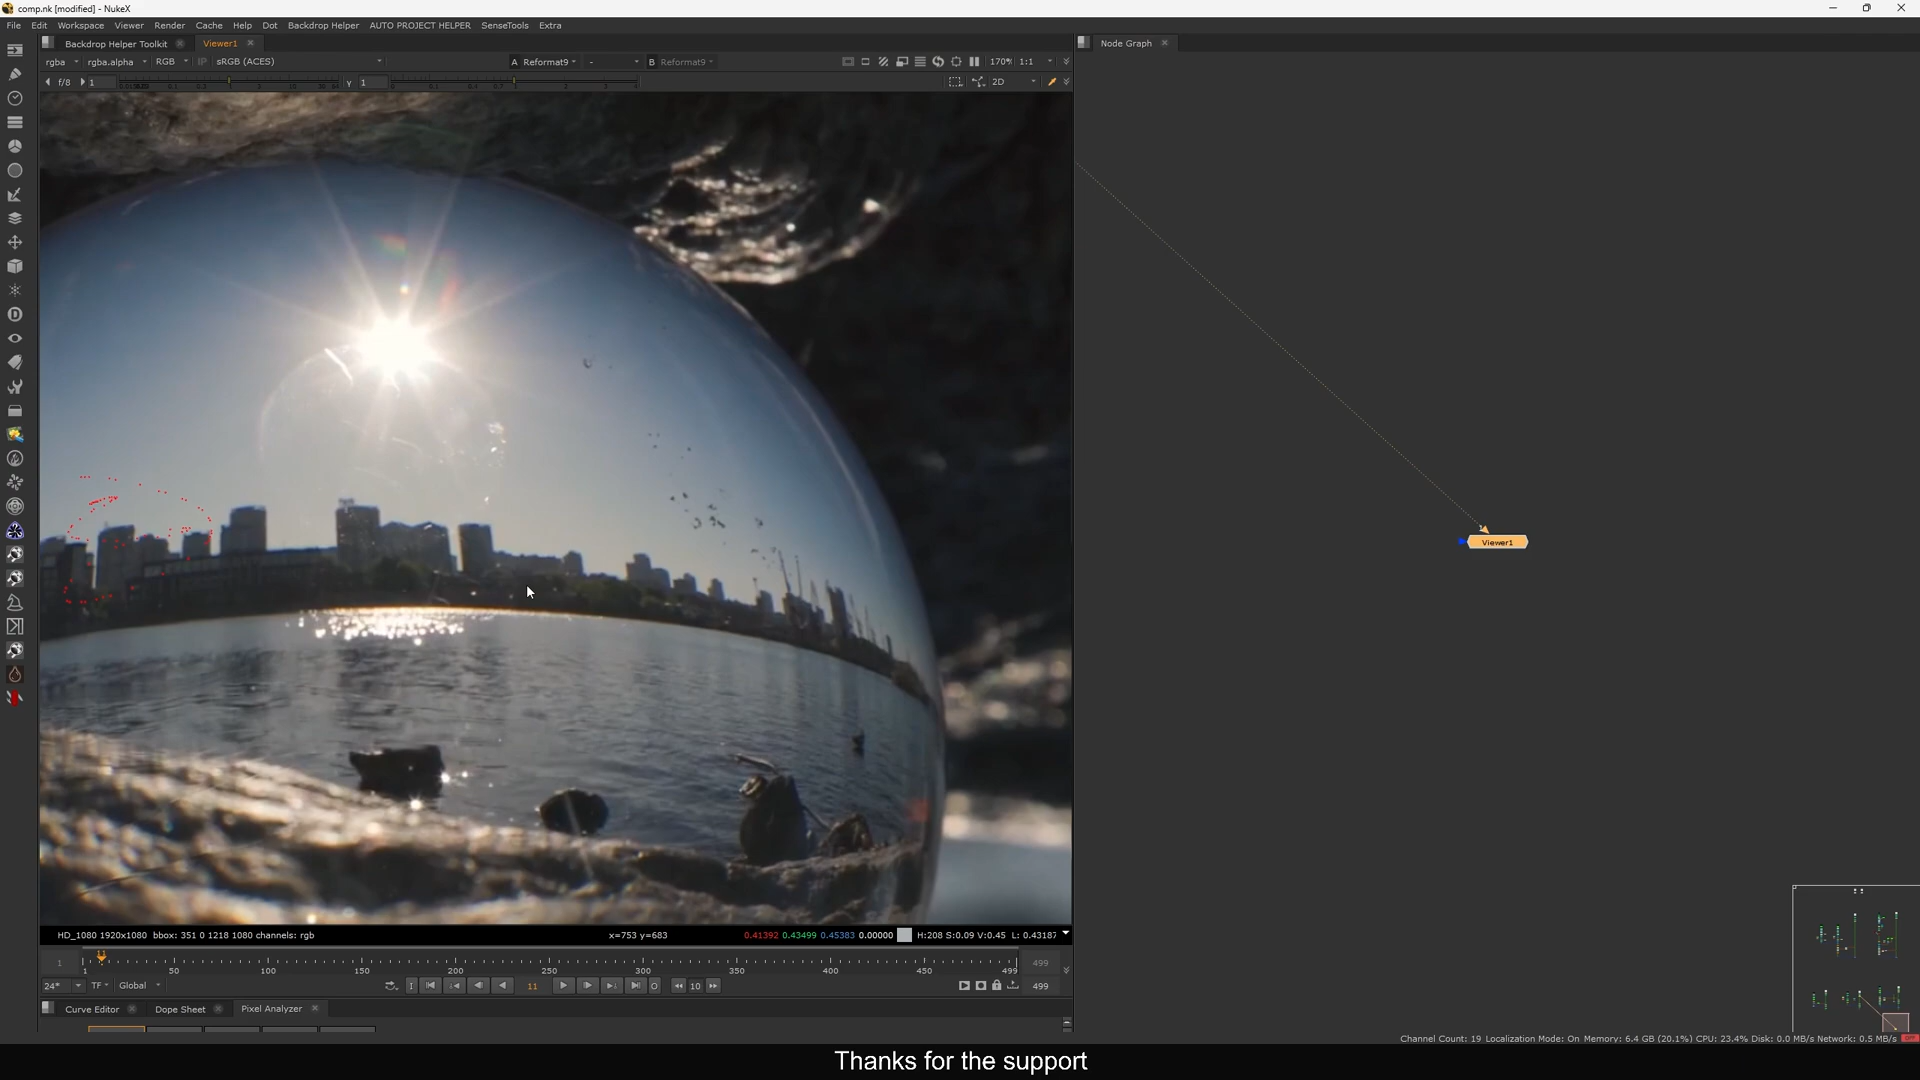 comp.nk [modified] - NukeX
File Edit Workspace Viewer Render Cache Help Dot Backdrop Helper AUTO PROJECT HELPER SenseTools Extra
Backdrop Helper Toolkit Viewer1 Node Graph
rgba rgba.alpha RGB IP sRGB (ACES) A Reformat9 - B Reformat9 170% 1:1
f/8 1 Y 1 2D
Viewer1
HD_1080 1920x1080 bbox: 351 0 1218 1080 channels: rgb x=753 y=683 0.41392 0.43499 0.45383 0.00000 H:208 S:0.09 V:0.45 L: 0.43187
1 1 50 100 150 200 250 300 350 400 450 499 499
24* TF Global I 11 O 10 499
Curve Editor Dope Sheet Pixel Analyzer
Channel Count: 19 Localization Mode: On Memory: 6.4 GB (20.1%) CPU: 23.4% Disk: 0.0 MB/s Network: 0.5 MB/s
Thanks for the support